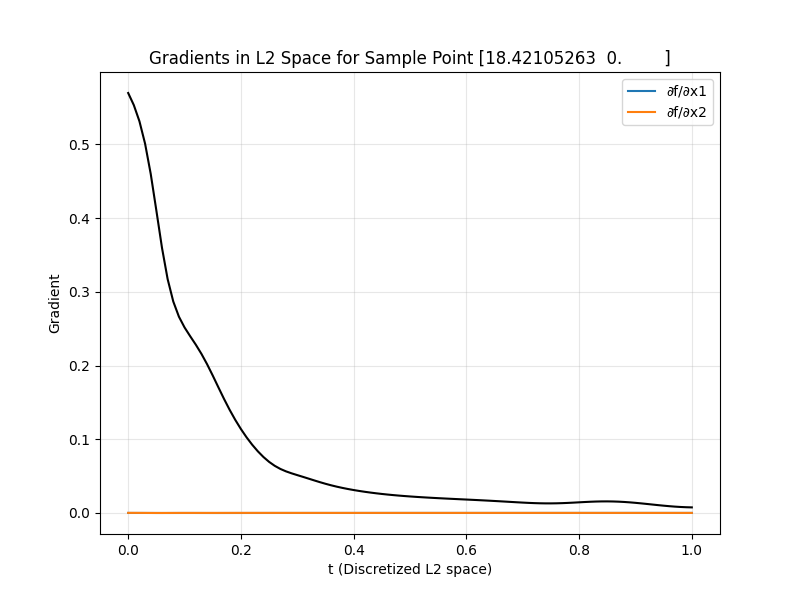 Gradients in L2 Space for Sample Point [18.42105263  0.        ]
∂f/∂x1
∂f/∂x2
Gradient
0.5
0.4
0.3
0.2
0.1
0.0
0.0 0.2 0.4 0.6 0.8 1.0
t (Discretized L2 space)